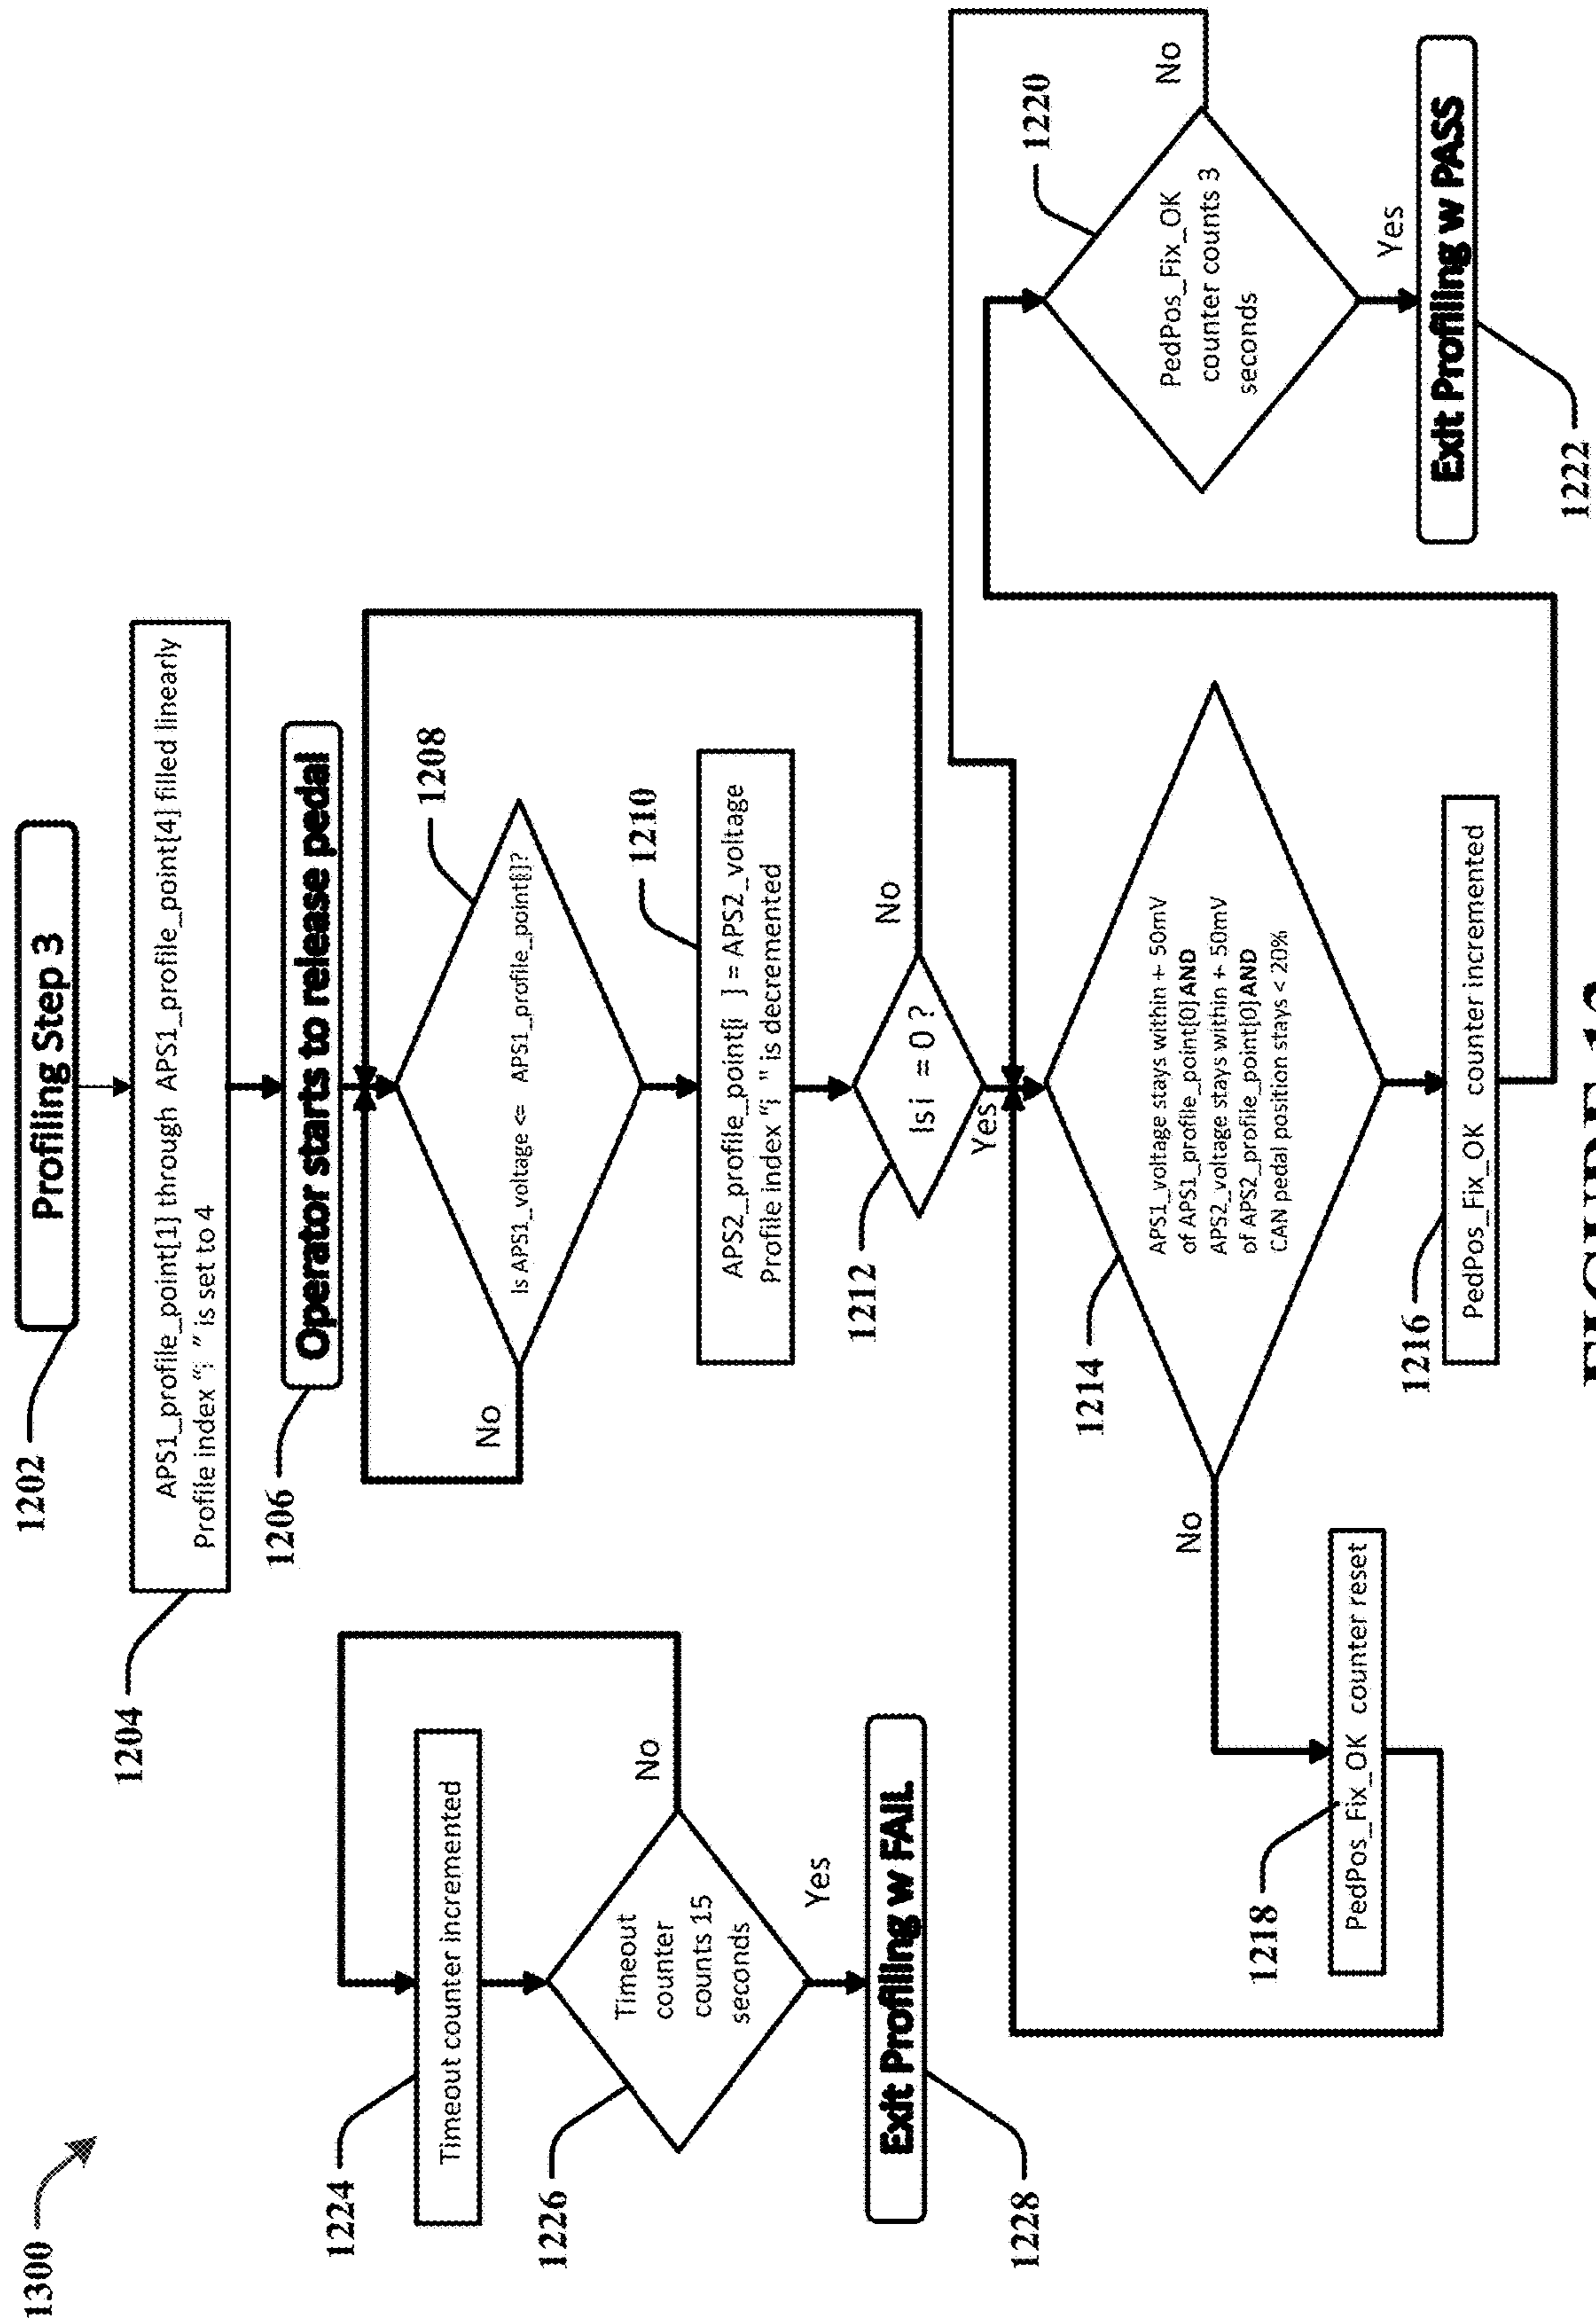 1300
1202
Profiling Step 3
1204
APS1_profile_point[1] through APS1_profile_point[4] filled linearly
Profile index "i" is set to 4
1206
Operator starts to release pedal
1208
Is APS1_voltage <= APS1_profile_point[i]?
No
1210
APS2_profile_point[i ] = APS2_voltage
Profile index "i" is decremented
1212
Is i = 0 ?
No
Yes
1214
APS1_voltage stays within + 50mV
of APS1_profile_point[0] AND
APS2_voltage stays within + 50mV
of APS2_profile_point[0] AND
CAN pedal position stays < 20%
No
1216
PedPos_Fix_OK counter incremented
1218
PedPos_Fix_OK counter reset
1220
PedPos_Fix_OK
counter counts 3
seconds
No
Yes
1222
Exit Profiling w PASS
1224
Timeout counter incremented
1226
Timeout
counter
counts 15
seconds
No
Yes
1228
Exit Profiling w FAIL